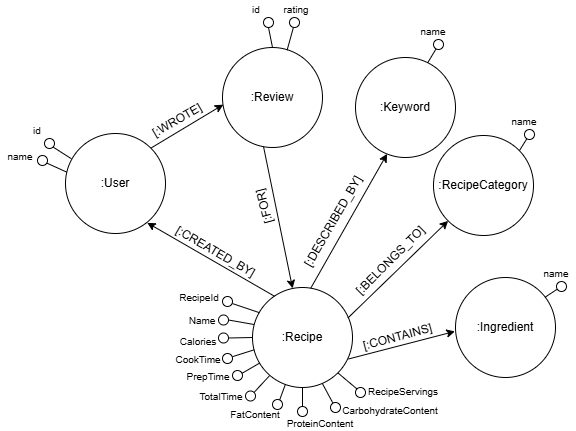 id
rating
name
:Review
:Keyword
[:WROTE]
name
id
name
:User
:RecipeCategory
[:FOR]
[:DESCRIBED_BY]
[:CREATED_BY]
[:BELONGS_TO]
name
RecipeId
Name
:Recipe
:Ingredient
[:CONTAINS]
Calories
CookTime
PrepTime
TotalTime
RecipeServings
FatContent
CarbohydrateContent
ProteinContent